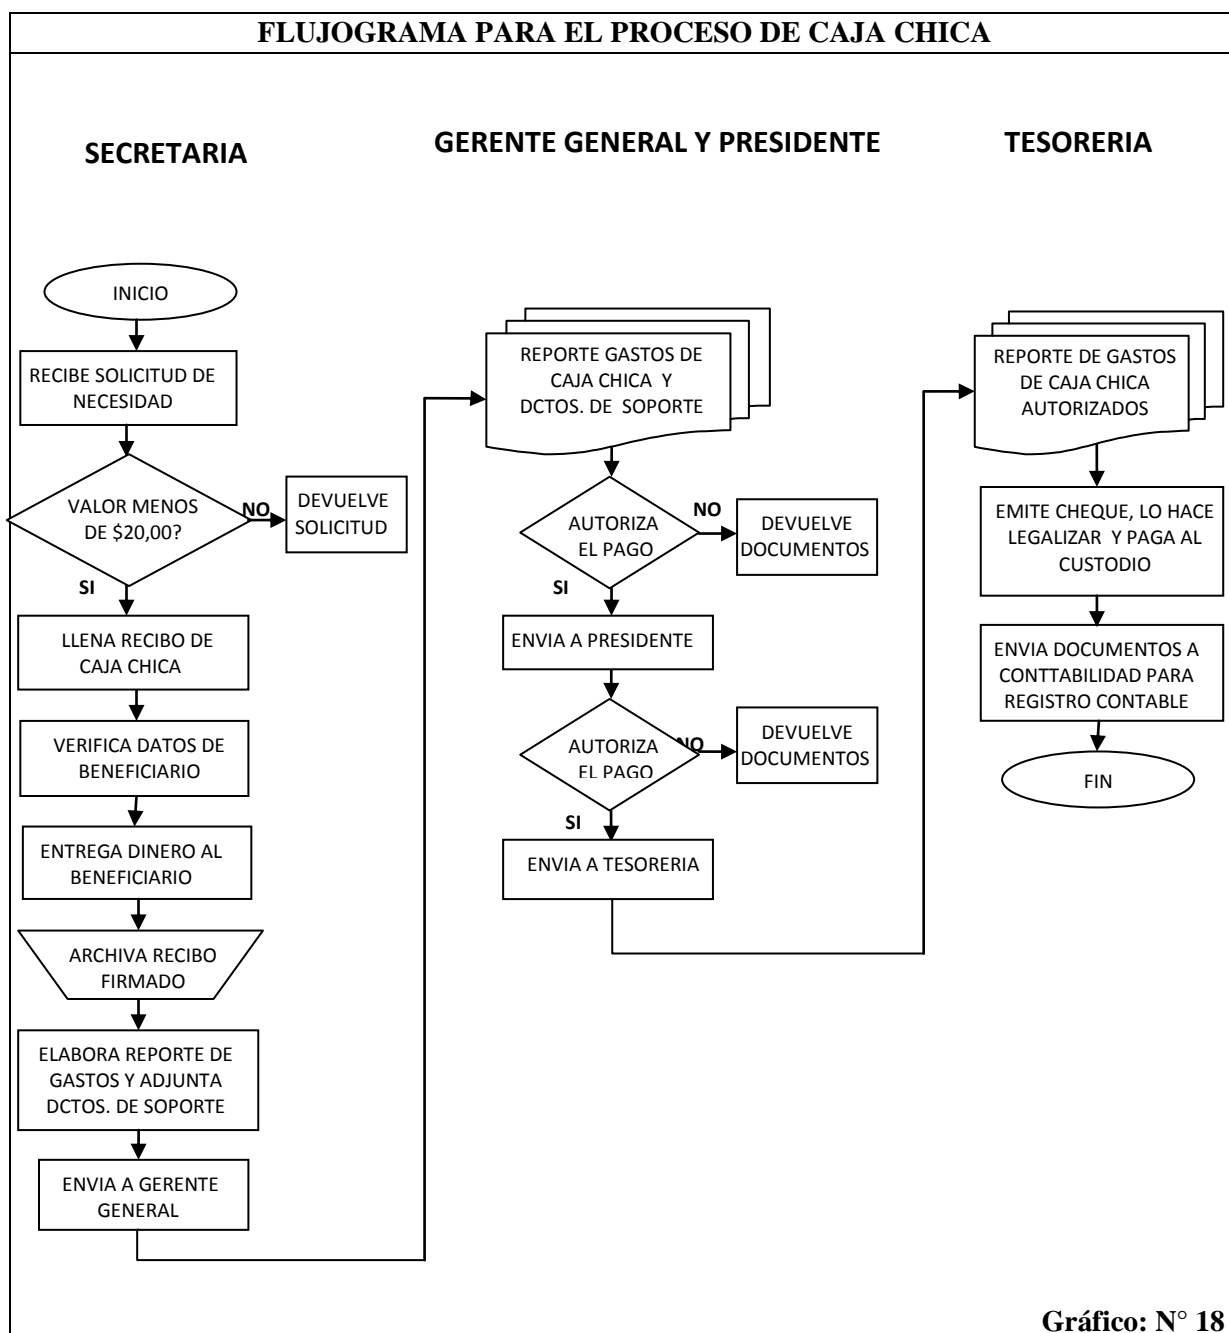 FLUJOGRAMA PARA EL PROCESO DE CAJA CHICA
SECRETARIA
INICIO
RECIBE SOLICITUD DE
NECESIDAD
VALOR MENOS
DE $20,00?
NO
DEVUELVE
SOLICITUD
SI
LLENA RECIBO DE
CAJA CHICA
VERIFICA DATOS DE
BENEFICIARIO
ENTREGA DINERO AL
BENEFICIARIO
ARCHIVA RECIBO
FIRMADO
ELABORA REPORTE DE
GASTOS Y ADJUNTA
DCTOS. DE SOPORTE
ENVIA A GERENTE
GENERAL
GERENTE GENERAL Y PRESIDENTE
REPORTE GASTOS DE
CAJA CHICA Y
DCTOS. DE SOPORTE
AUTORIZA
EL PAGO
NO
DEVUELVE
DOCUMENTOS
SI
ENVIA A PRESIDENTE
AUTORIZA
EL PAGO
NO
DEVUELVE
DOCUMENTOS
SI
ENVIA A TESORERIA
TESORERIA
REPORTE DE GASTOS
DE CAJA CHICA
AUTORIZADOS
EMITE CHEQUE, LO HACE
LEGALIZAR Y PAGA AL
CUSTODIO
ENVIA DOCUMENTOS A
CONTTABILIDAD PARA
REGISTRO CONTABLE
FIN
Gráfico: N° 18